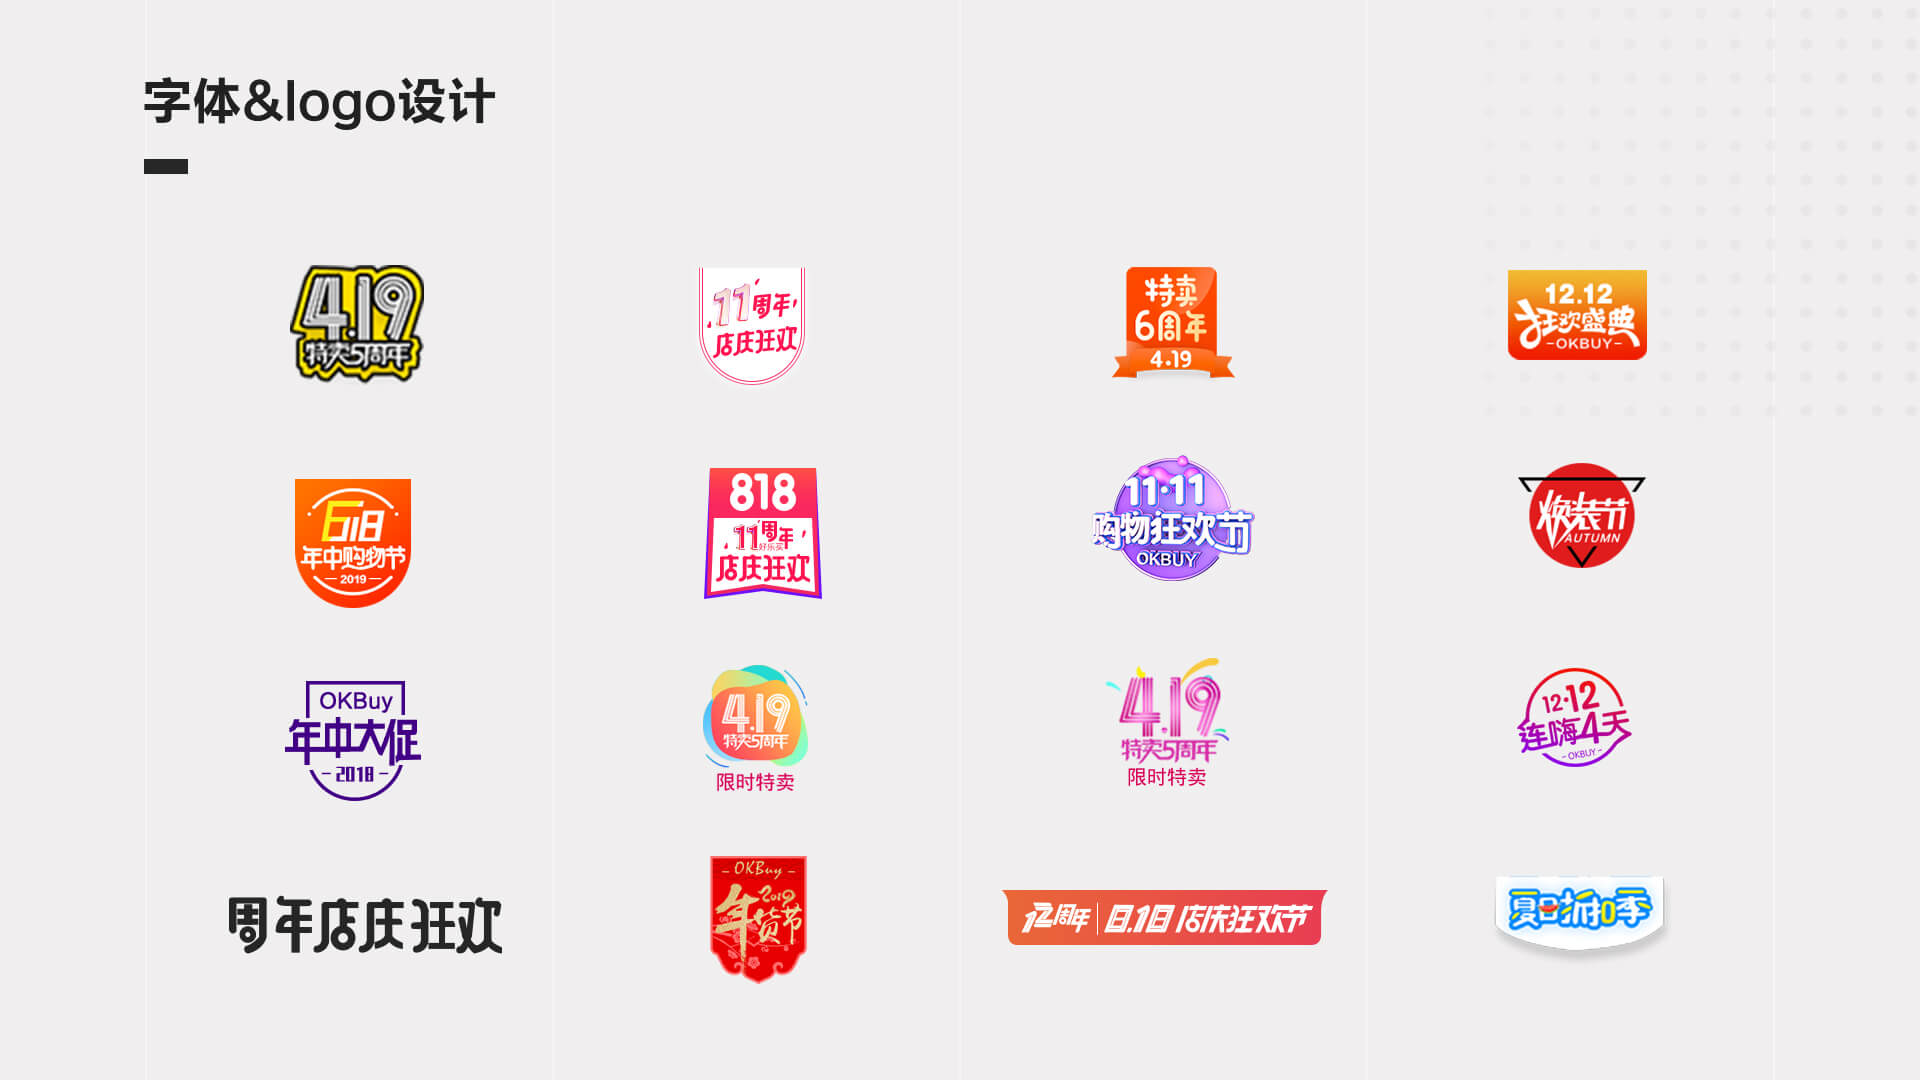 字体&logo设计
4.19
特卖5周年
11周年
店庆狂欢
特卖
6周年
4.19
12.12
狂欢盛典
-OKBUY-
618
年中购物节
2019
818
11周年
好乐买
店庆狂欢
11·11
购物狂欢节
OKBUY
焕装节
AUTUMN
OKBuy
年中大促
- 2018 -
4.19
特卖5周年
限时特卖
4.19
特卖5周年
限时特卖
12·12
连嗨4天
- OKBUY -
周年店庆狂欢
- OKBuy -
2019
年货节
12周年 | 8.18 店庆狂欢节